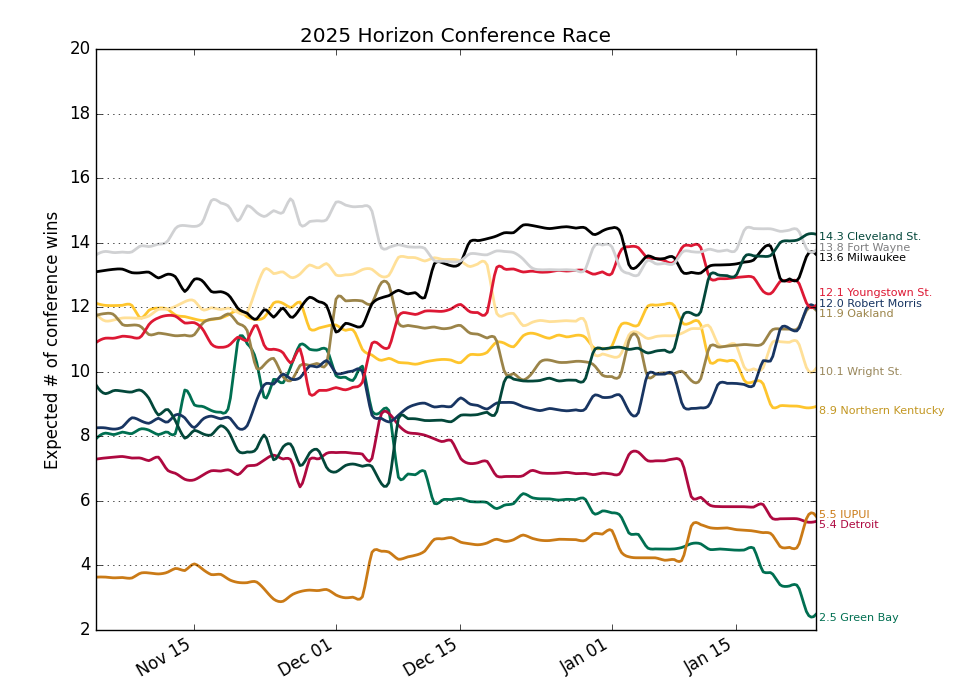 2025 Horizon Conference Race
Expected # of conference wins
20
18
16
14
12
10
8
6
4
2
Nov 15
Dec 01
Dec 15
Jan 01
Jan 15
14.3 Cleveland St.
13.8 Fort Wayne
13.6 Milwaukee
12.1 Youngstown St.
12.0 Robert Morris
11.9 Oakland
10.1 Wright St.
8.9 Northern Kentucky
5.5 IUPUI
5.4 Detroit
2.5 Green Bay